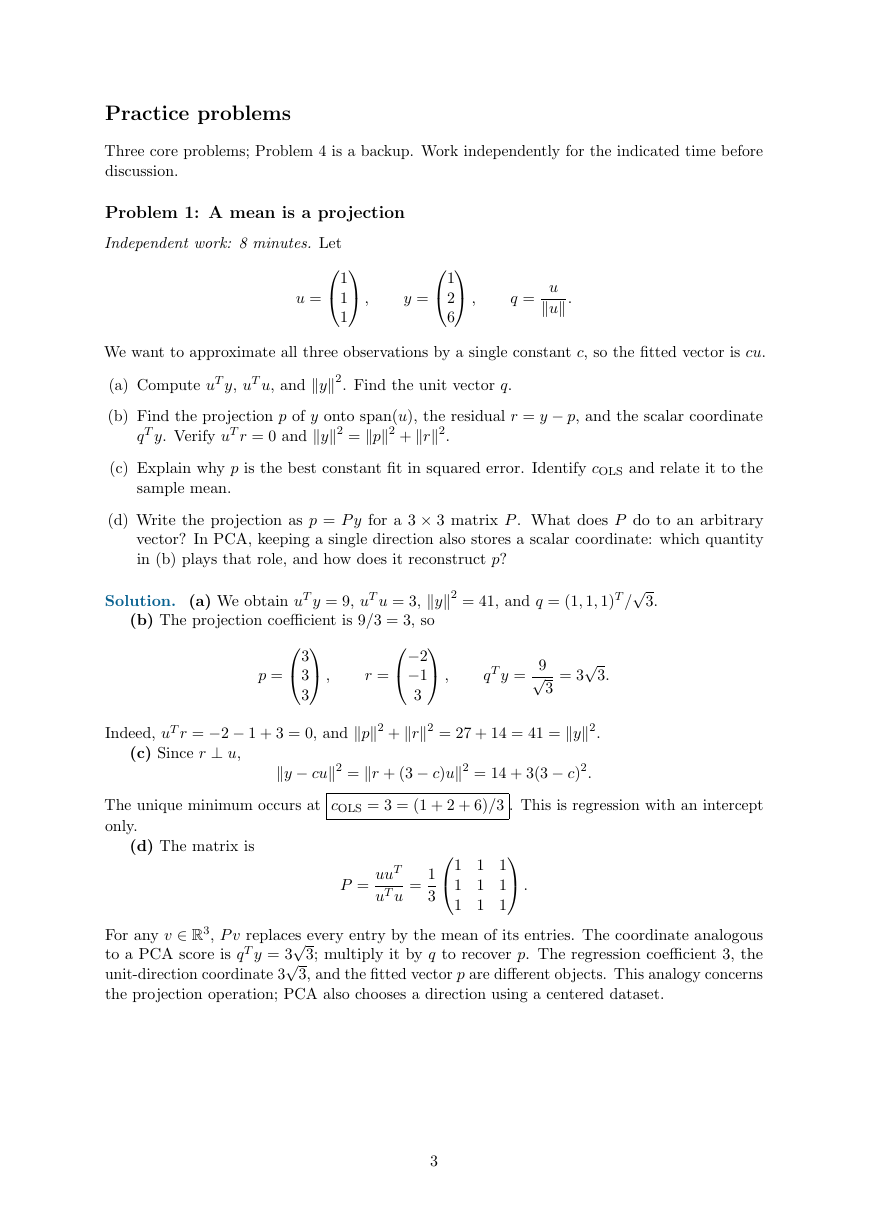 Practice problems
Three core problems; Problem 4 is a backup. Work independently for the indicated time before
discussion.
Problem 1: A mean is a projection
Independent work: 8 minutes. Let
u = (1 1 1), y = (1 2 6), q = u / ‖u‖.
We want to approximate all three observations by a single constant c, so the fitted vector is cu.
(a) Compute uᵀy, uᵀu, and ‖y‖². Find the unit vector q.
(b) Find the projection p of y onto span(u), the residual r = y − p, and the scalar coordinate
qᵀy. Verify uᵀr = 0 and ‖y‖² = ‖p‖² + ‖r‖².
(c) Explain why p is the best constant fit in squared error. Identify c_OLS and relate it to the
sample mean.
(d) Write the projection as p = Py for a 3 × 3 matrix P. What does P do to an arbitrary
vector? In PCA, keeping a single direction also stores a scalar coordinate: which quantity
in (b) plays that role, and how does it reconstruct p?
Solution. (a) We obtain uᵀy = 9, uᵀu = 3, ‖y‖² = 41, and q = (1, 1, 1)ᵀ/√3.
(b) The projection coefficient is 9/3 = 3, so
p = (3 3 3), r = (−2 −1 3), qᵀy = 9/√3 = 3√3.
Indeed, uᵀr = −2 − 1 + 3 = 0, and ‖p‖² + ‖r‖² = 27 + 14 = 41 = ‖y‖².
(c) Since r ⊥ u,
‖y − cu‖² = ‖r + (3 − c)u‖² = 14 + 3(3 − c)².
The unique minimum occurs at c_OLS = 3 = (1 + 2 + 6)/3. This is regression with an intercept
only.
(d) The matrix is
P = uuᵀ/uᵀu = 1/3 (1 1 1 1 1 1 1 1 1).
For any v ∈ ℝ³, Pv replaces every entry by the mean of its entries. The coordinate analogous
to a PCA score is qᵀy = 3√3; multiply it by q to recover p. The regression coefficient 3, the
unit-direction coordinate 3√3, and the fitted vector p are different objects. This analogy concerns
the projection operation; PCA also chooses a direction using a centered dataset.
3